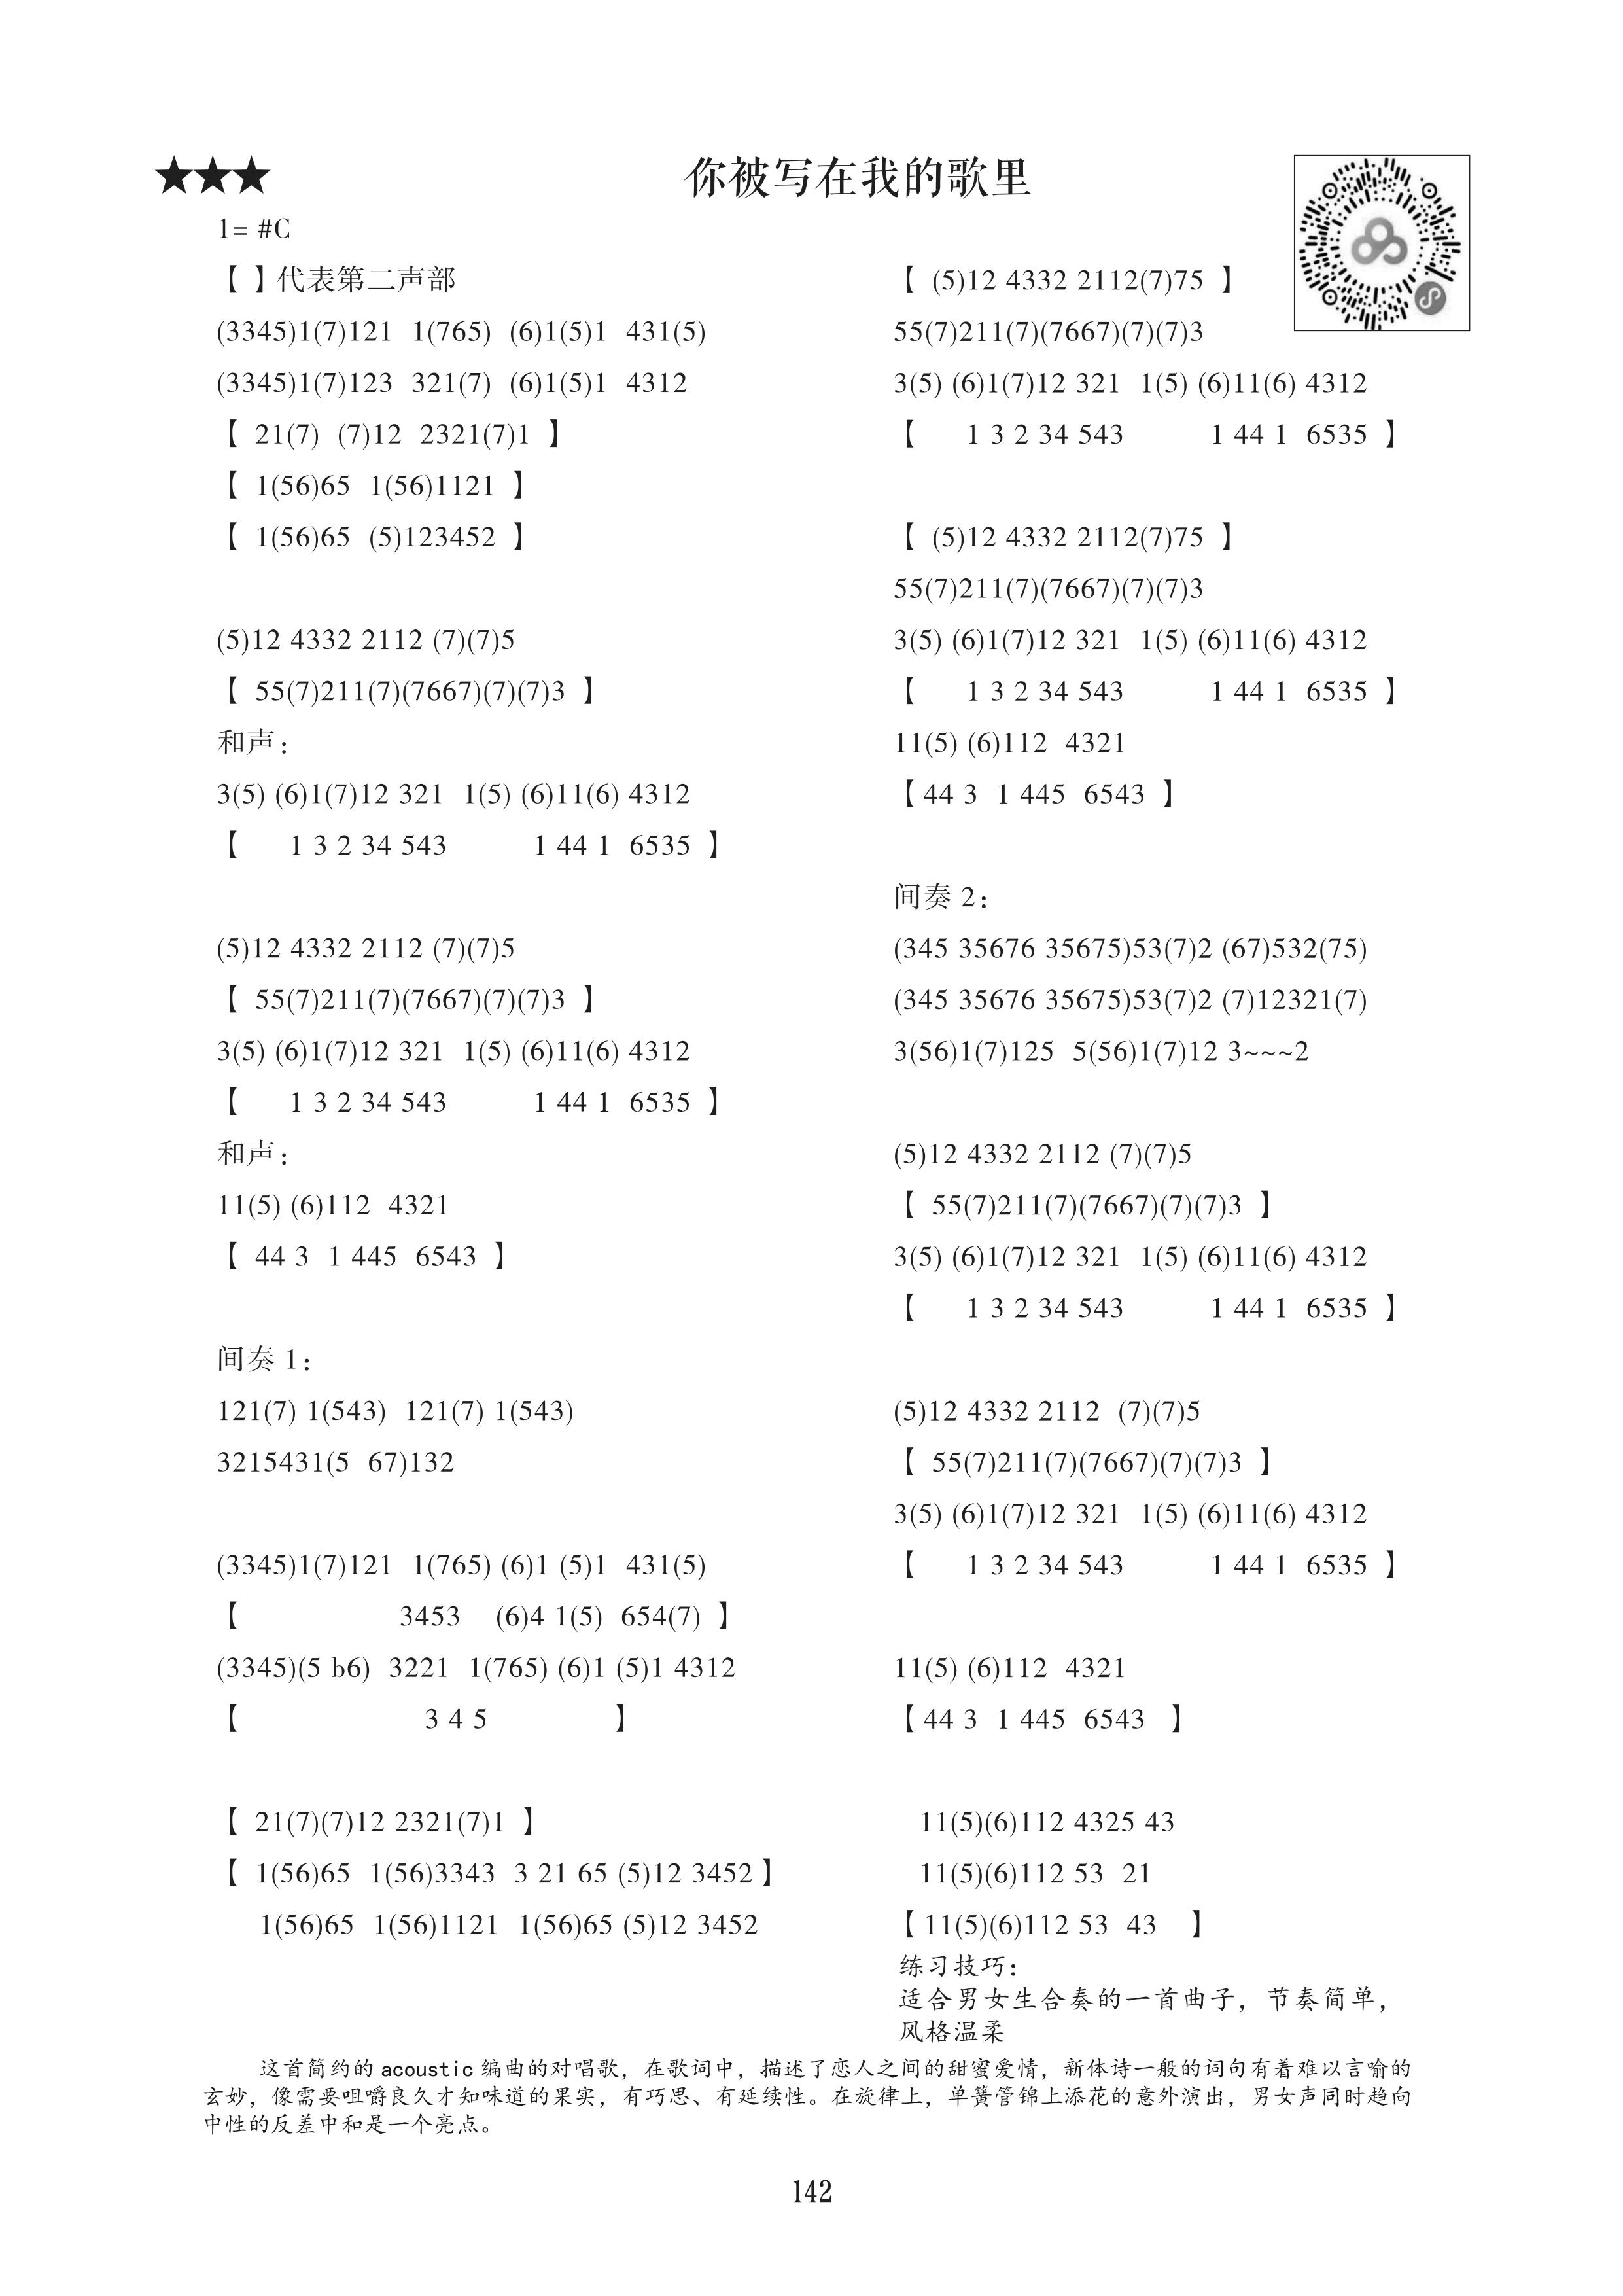 ★★★
你被写在我的歌里
1= #C
【 】代表第二声部
(3345)1(7)121 1(765) (6)1(5)1 431(5)
(3345)1(7)123 321(7) (6)1(5)1 4312
【 21(7) (7)12 2321(7)1 】
【 1(56)65 1(56)1121 】
【 1(56)65 (5)123452 】
(5)12 4332 2112 (7)(7)5
【 55(7)211(7)(7667)(7)(7)3 】
和声：
3(5) (6)1(7)12 321 1(5) (6)11(6) 4312
【 1 3 2 34 543 1 44 1 6535 】
(5)12 4332 2112 (7)(7)5
【 55(7)211(7)(7667)(7)(7)3 】
3(5) (6)1(7)12 321 1(5) (6)11(6) 4312
【 1 3 2 34 543 1 44 1 6535 】
和声：
11(5) (6)112 4321
【 44 3 1 445 6543 】
间奏 1：
121(7) 1(543) 121(7) 1(543)
3215431(5 67)132
(3345)1(7)121 1(765) (6)1 (5)1 431(5)
【 3453 (6)4 1(5) 654(7) 】
(3345)(5 b6) 3221 1(765) (6)1 (5)1 4312
【 3 4 5 】
【 21(7)(7)12 2321(7)1 】
【 1(56)65 1(56)3343 3 21 65 (5)12 3452 】
1(56)65 1(56)1121 1(56)65 (5)12 3452
【 (5)12 4332 2112(7)75 】
55(7)211(7)(7667)(7)(7)3
3(5) (6)1(7)12 321 1(5) (6)11(6) 4312
【 1 3 2 34 543 1 44 1 6535 】
【 (5)12 4332 2112(7)75 】
55(7)211(7)(7667)(7)(7)3
3(5) (6)1(7)12 321 1(5) (6)11(6) 4312
【 1 3 2 34 543 1 44 1 6535 】
11(5) (6)112 4321
【 44 3 1 445 6543 】
间奏 2：
(345 35676 35675)53(7)2 (67)532(75)
(345 35676 35675)53(7)2 (7)12321(7)
3(56)1(7)125 5(56)1(7)12 3~~~2
(5)12 4332 2112 (7)(7)5
【 55(7)211(7)(7667)(7)(7)3 】
3(5) (6)1(7)12 321 1(5) (6)11(6) 4312
【 1 3 2 34 543 1 44 1 6535 】
(5)12 4332 2112 (7)(7)5
【 55(7)211(7)(7667)(7)(7)3 】
3(5) (6)1(7)12 321 1(5) (6)11(6) 4312
【 1 3 2 34 543 1 44 1 6535 】
11(5) (6)112 4321
【 44 3 1 445 6543 】
11(5)(6)112 4325 43
11(5)(6)112 53 21
【 11(5)(6)112 53 43 】
练习技巧：
适合男女生合奏的一首曲子，节奏简单，
风格温柔
这首简约的 acoustic 编曲的对唱歌，在歌词中，描述了恋人之间的甜蜜爱情，新体诗一般的词句有着难以言喻的
玄妙，像需要咀嚼良久才知味道的果实，有巧思、有延续性。在旋律上，单簧管锦上添花的意外演出，男女声同时趋向
中性的反差中和是一个亮点。
142